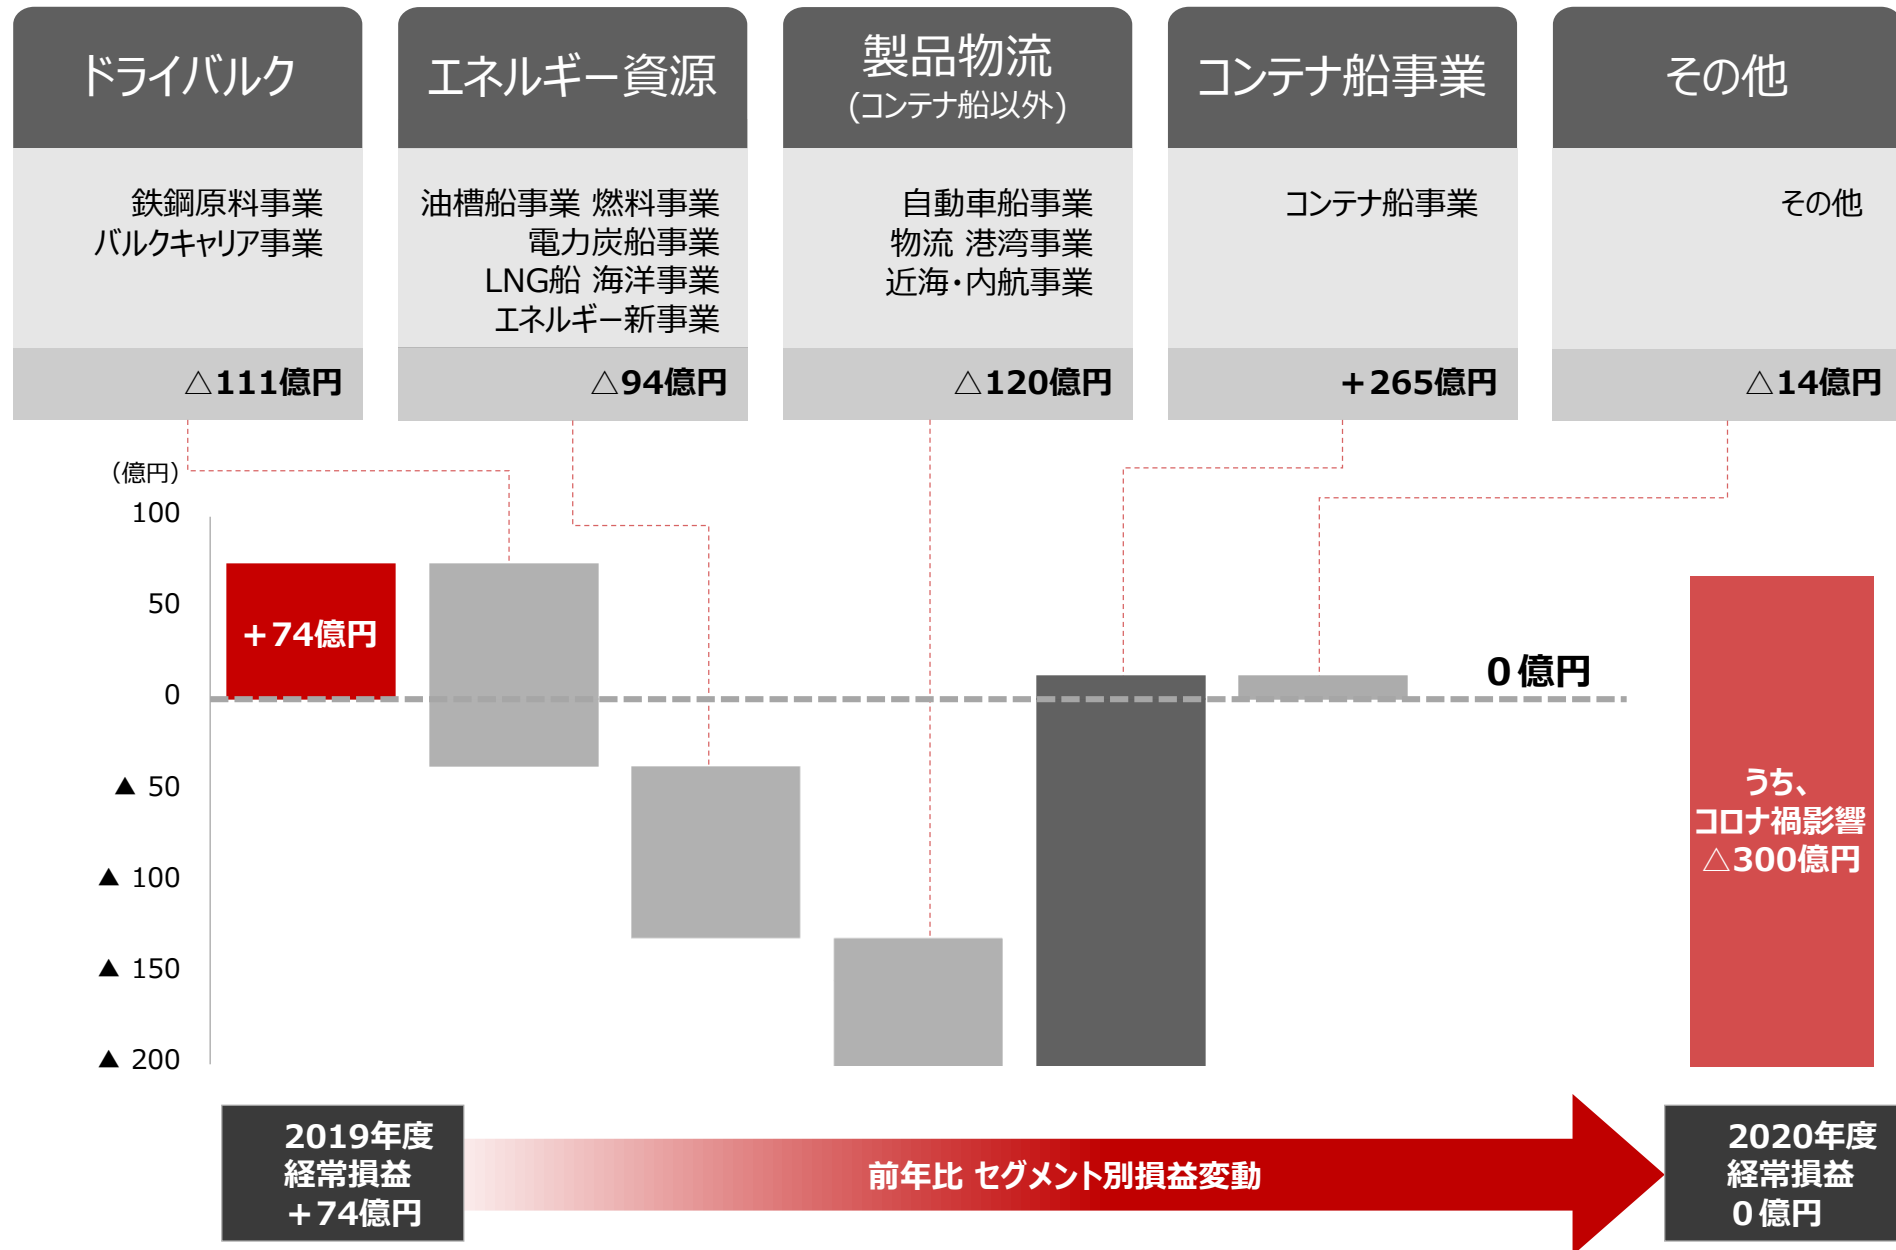 ドライバルク
鉄鋼原料事業
バルクキャリア事業
△111億円
エネルギー資源
油槽船事業 燃料事業
電力炭船事業
LNG船 海洋事業
エネルギー新事業
△94億円
製品物流
(コンテナ船以外)
自動車船事業
物流 港湾事業
近海・内航事業
△120億円
コンテナ船事業
コンテナ船事業
+265億円
その他
その他
△14億円
(億円)
100
50
0
▲ 50
▲ 100
▲ 150
▲ 200
+74億円
0億円
うち、
コロナ禍影響
△300億円
2019年度
経常損益
+74億円
前年比 セグメント別損益変動
2020年度
経常損益
0億円